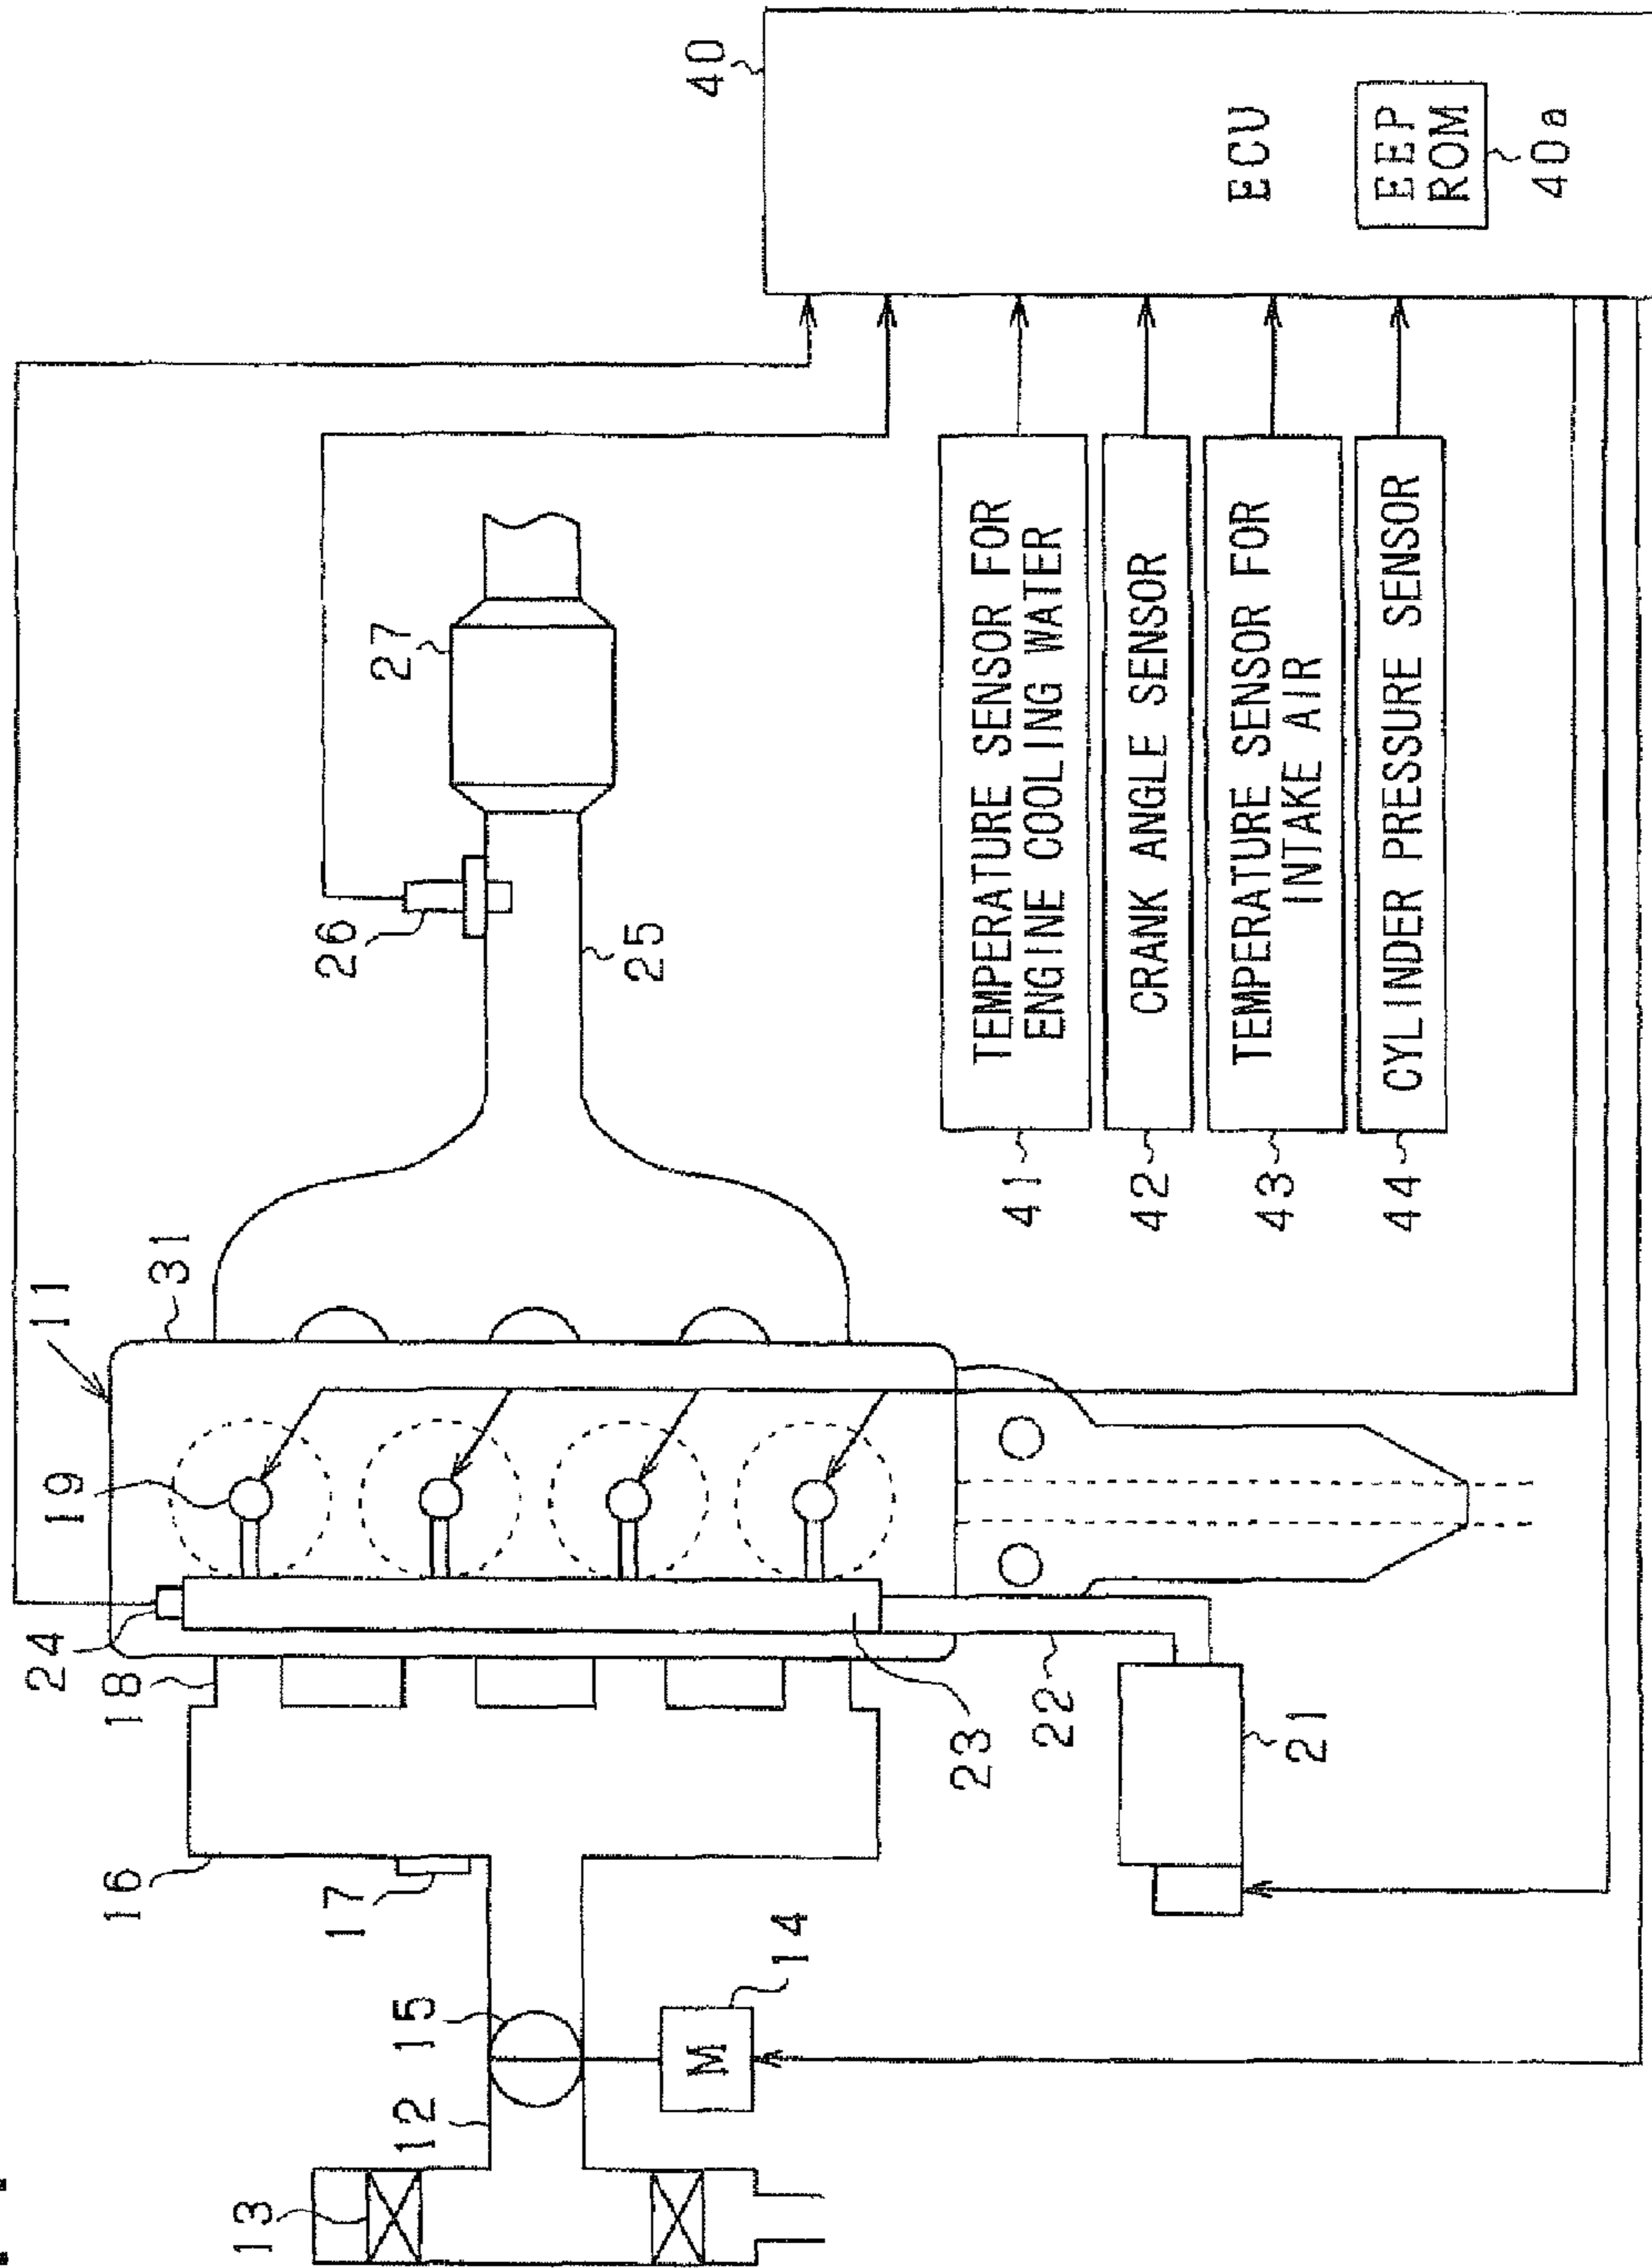 11
31
19
24
18
16
17
15
12
13
M
14
23
22
21
26
27
25
40
ECU
EEP
ROM
40a
TEMPERATURE SENSOR FOR
ENGINE COOLING WATER
41
CRANK ANGLE SENSOR
42
TEMPERATURE SENSOR FOR
INTAKE AIR
43
CYLINDER PRESSURE SENSOR
44